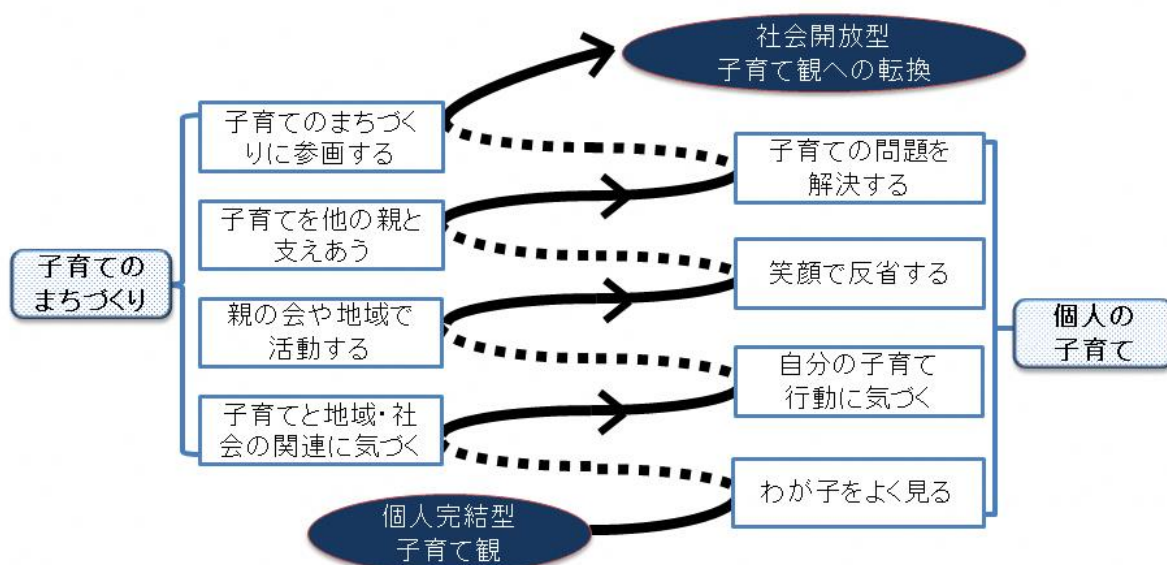 社会開放型
子育て観への転換
子育てのまちづく
りに参画する
子育ての問題を
解決する
子育てを他の親と
支えあう
笑顔で反省する
子育ての
まちづくり
親の会や地域で
活動する
個人の
子育て
自分の子育て
行動に気づく
子育てと地域・社
会の関連に気づく
わが子をよく見る
個人完結型
子育て観